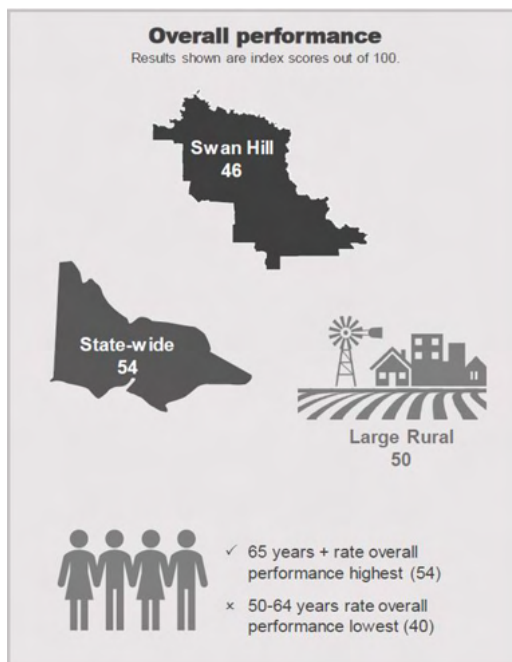 Overall performance
Results shown are index scores out of 100.
Swan Hill
46
State-wide
54
Large Rural
50
✓ 65 years + rate overall
performance highest (54)
× 50-64 years rate overall
performance lowest (40)